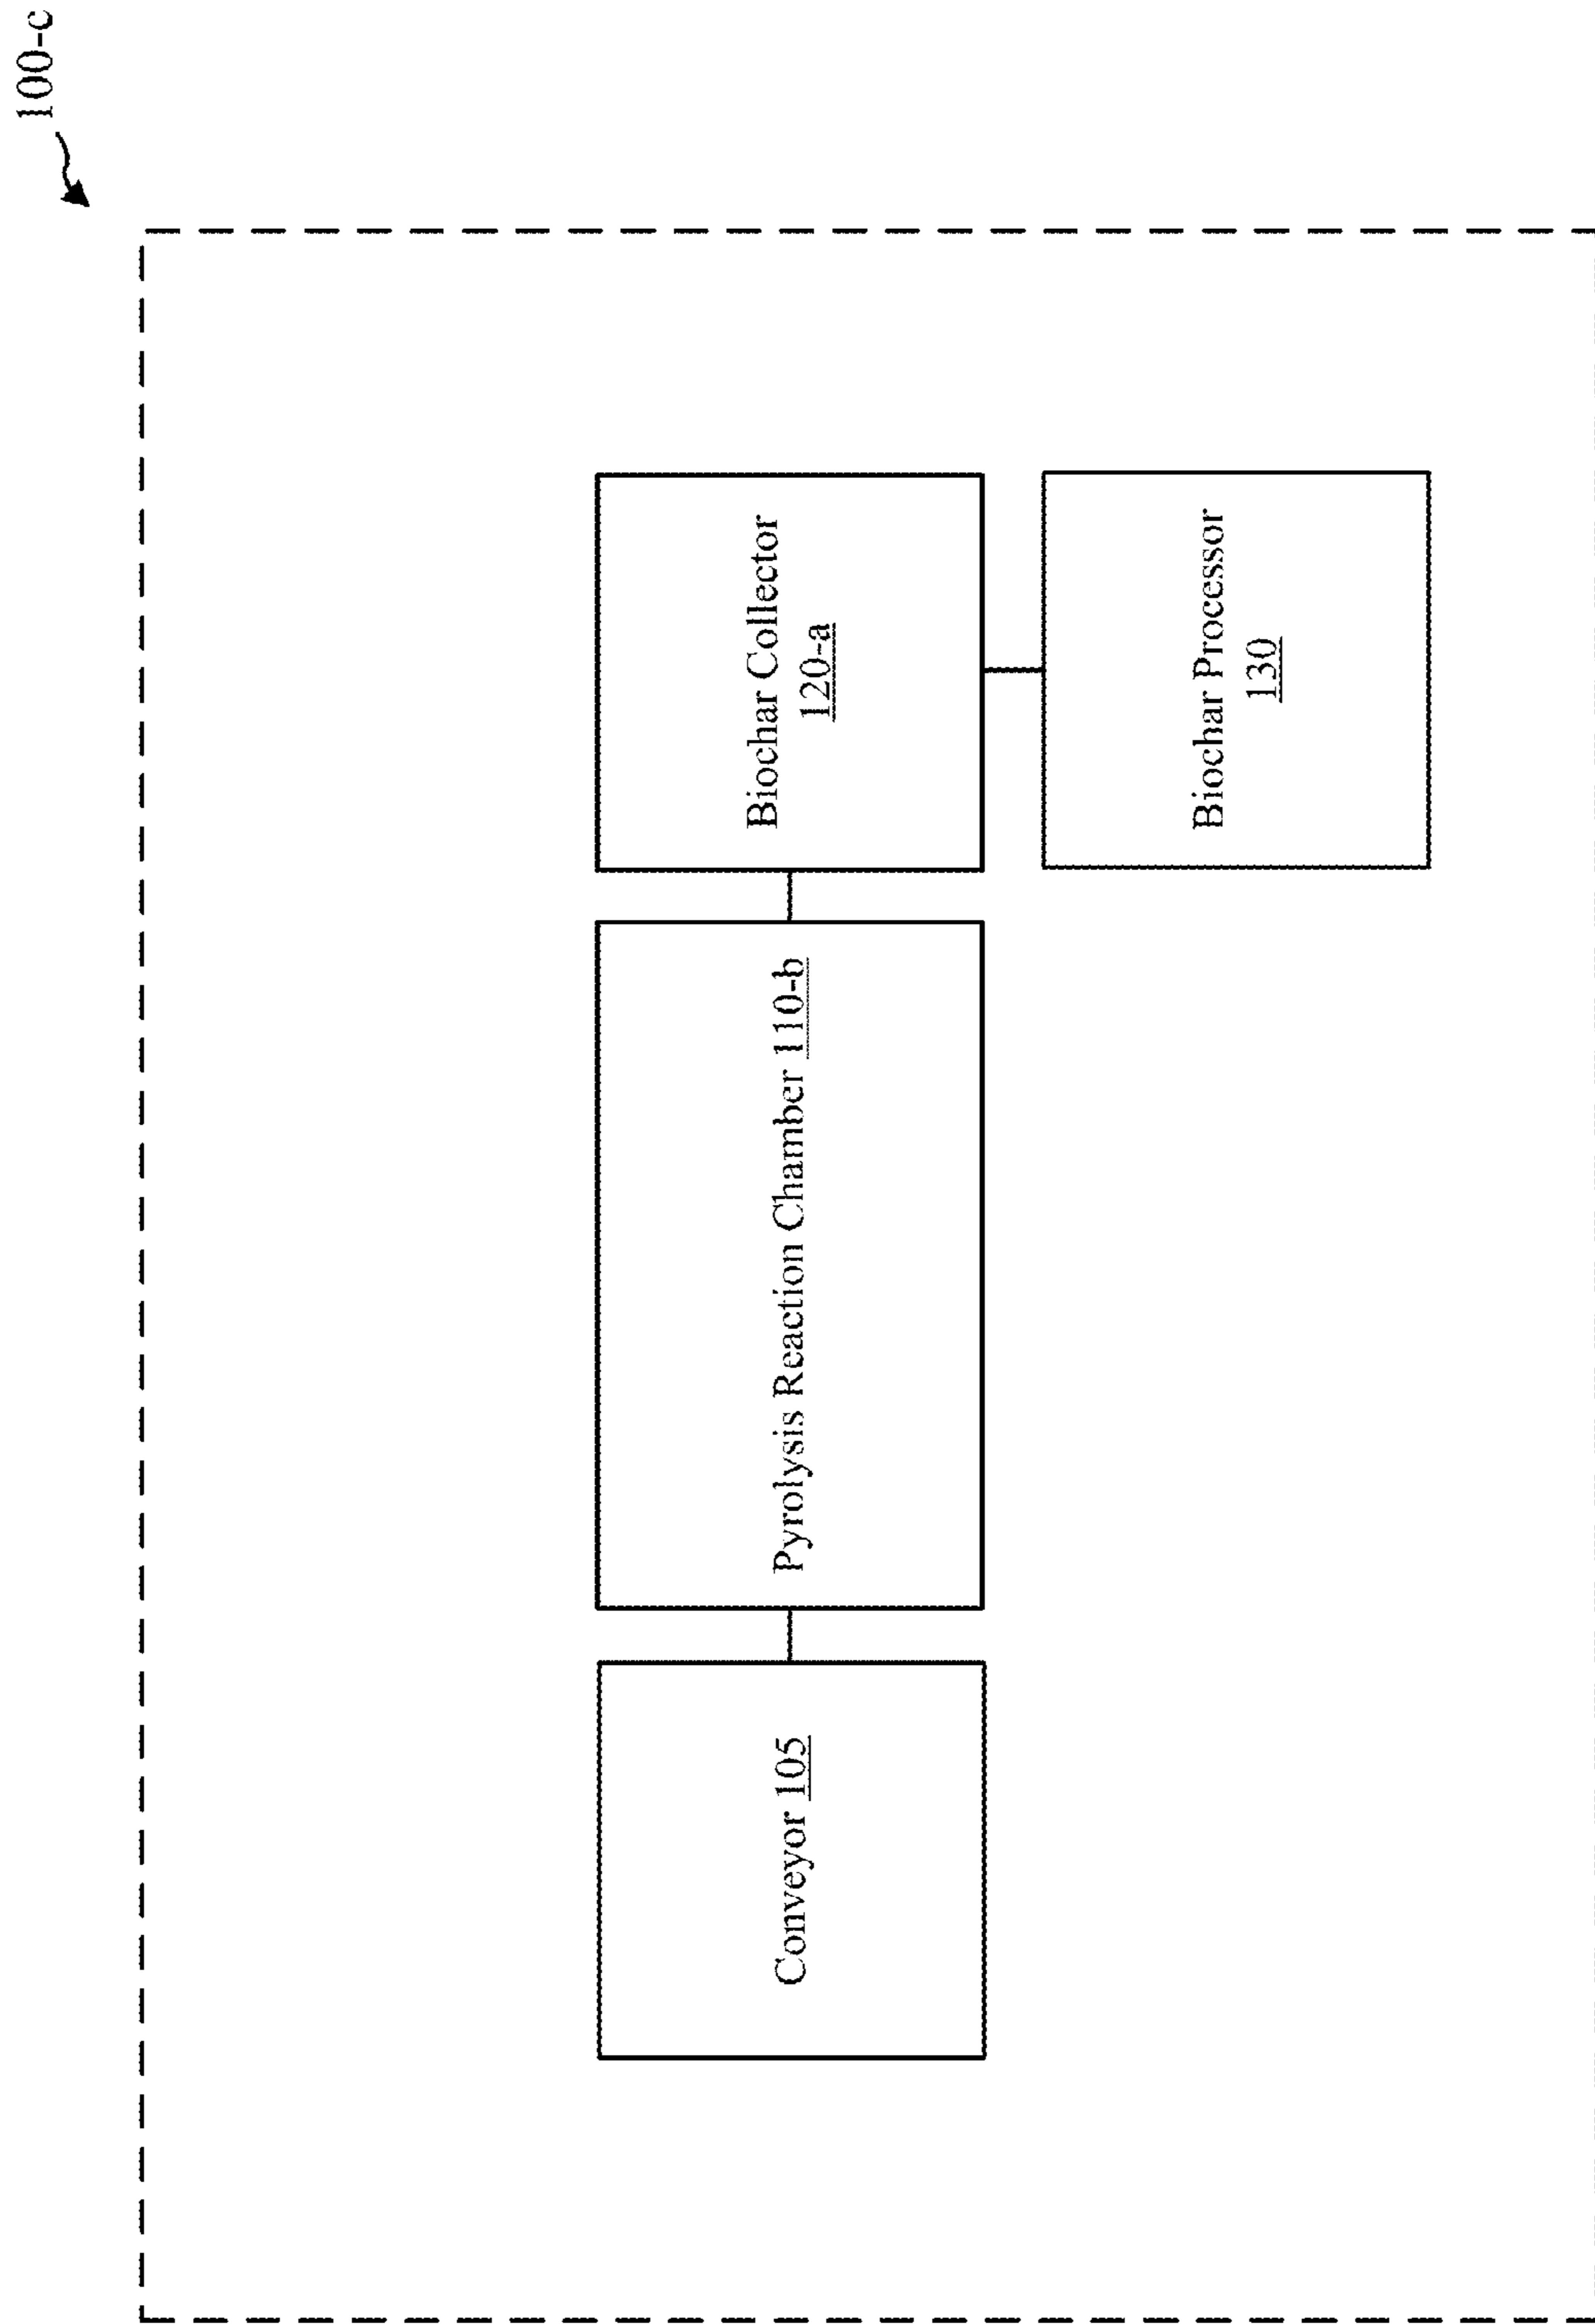 100-c
Conveyor 105
Pyrolysis Reaction Chamber 110-b
Biochar Collector
120-a
Biochar Processor
130